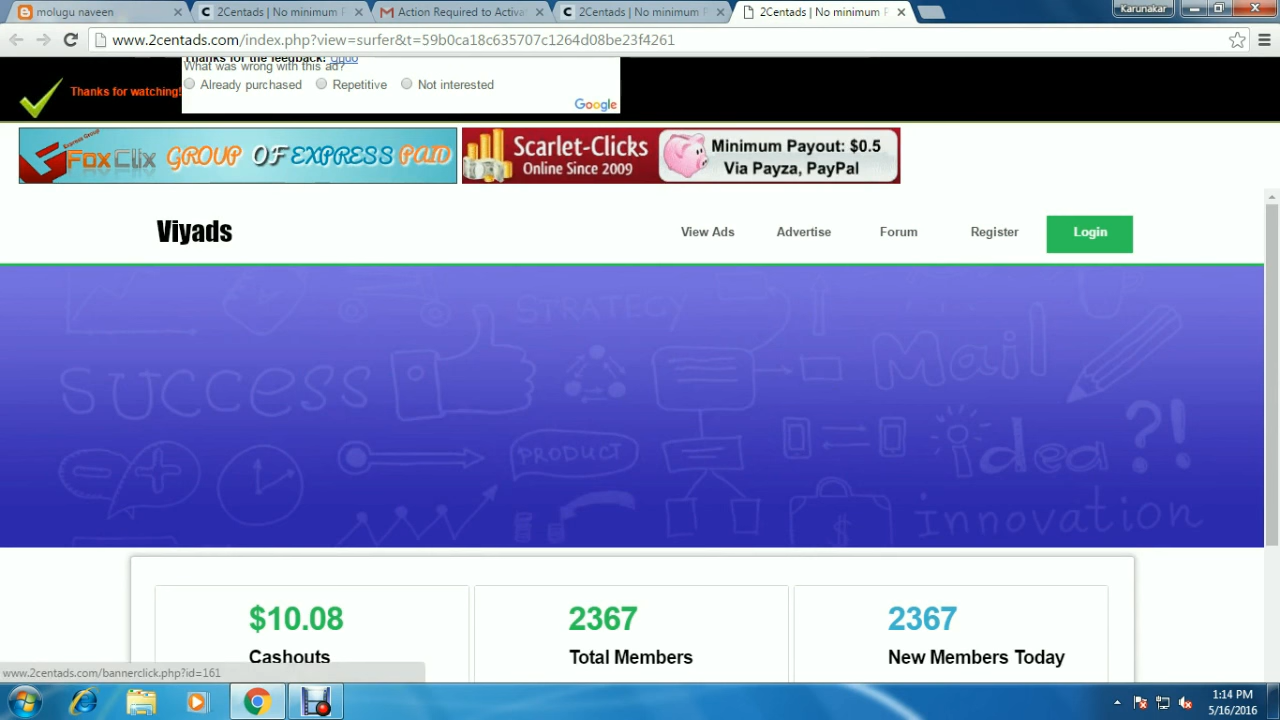 molugu naveen
2Centads | No minimum P
Action Required to Activat
2Centads | No minimum P
2Centads | No minimum P
Karunakar
www.2centads.com/index.php?view=surfer&t=59b0ca18c635707c1264d08be23f4261
Thanks for the feedback! Undo
What was wrong with this ad?
Already purchased
Repetitive
Not interested
Google
Thanks for watching!
Express Group
FoxClix GROUP OF EXPRESS PAID
Scarlet-Clicks
Online Since 2009
Minimum Payout: $0.5
Via Payza, PayPal
Viyads
View Ads
Advertise
Forum
Register
Login
STRATEGY
SUCCESS
Mail
PRODUCT
idea?!
innovation
$10.08
Cashouts
2367
Total Members
2367
New Members Today
www.2centads.com/bannerclick.php?id=161
1:14 PM
5/16/2016